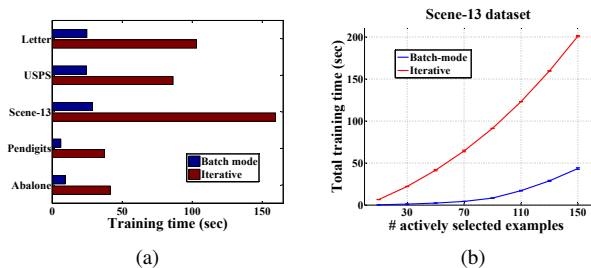 Letter
USPS
Scene-13
Pendigits
Abalone
Batch mode
Iterative
0 50 100 150
Training time (sec)
(a)
Scene-13 dataset
Total training time (sec)
200
150
100
50
0
Batch-mode
Iterative
30 70 110 150
# actively selected examples
(b)